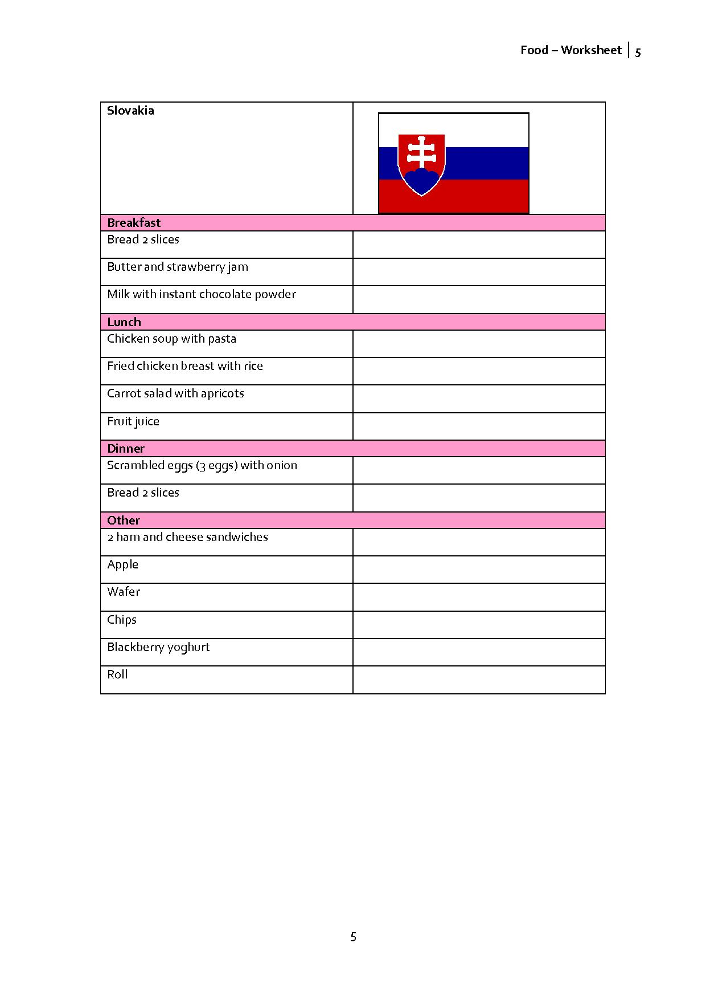 Food – Worksheet 5
Slovakia
Breakfast
Bread 2 slices
Butter and strawberry jam
Milk with instant chocolate powder
Lunch
Chicken soup with pasta
Fried chicken breast with rice
Carrot salad with apricots
Fruit juice
Dinner
Scrambled eggs (3 eggs) with onion
Bread 2 slices
Other
2 ham and cheese sandwiches
Apple
Wafer
Chips
Blackberry yoghurt
Roll
5